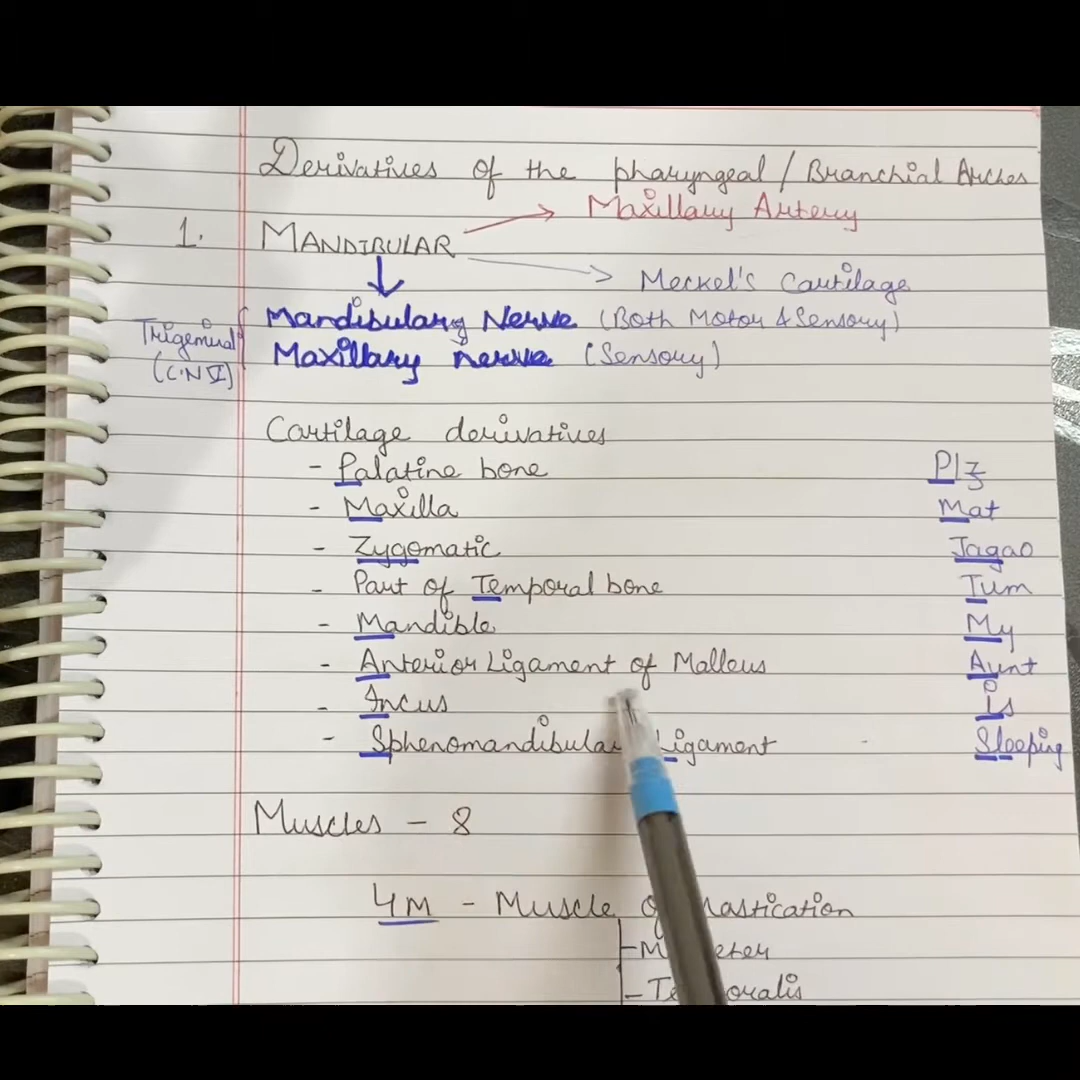 Derivatives of the pharyngeal / Branchial Arches
Maxillary Artery
1. MANDIBULAR
Meckel's Cartilage
Mandibulary Nerve (Both Motor & Sensory)
Trigeminal
Maxillary nerve (Sensory)
(C.N V)
Cartilage derivatives
- Palatine bone Plz
- Maxilla Mat
- Zygomatic Jagao
- Part of Temporal bone Tum
- Mandible My
- Anterior Ligament of Malleus Aunt
- Incus is
- Sphenomandibular Ligament Sleeping
Muscles - 8
4M - Muscle of Mastication
- Temporalis